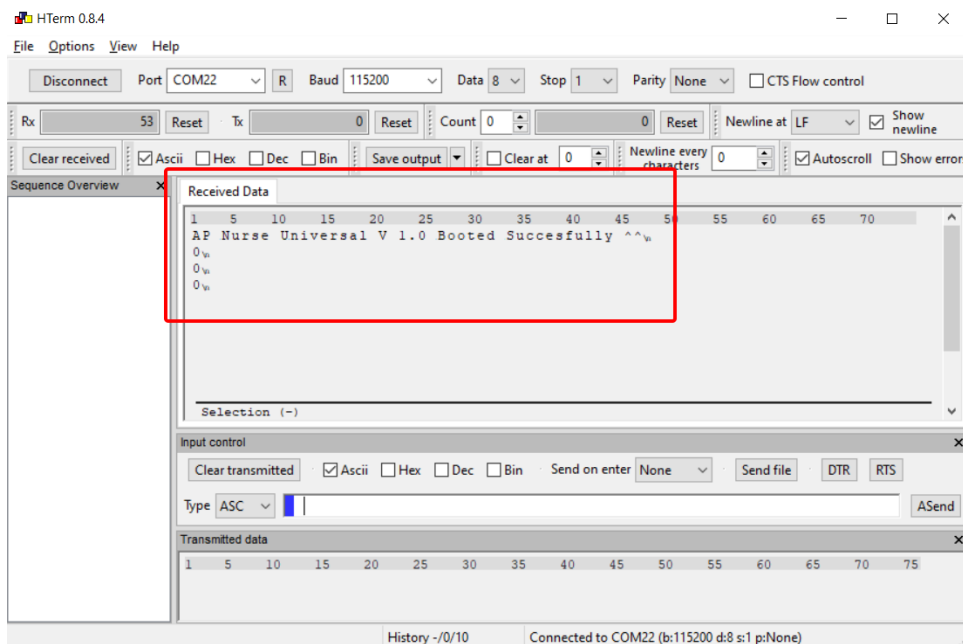 HTerm 0.8.4
File Options View Help
Disconnect Port COM22 R Baud 115200 Data 8 Stop 1 Parity None CTS Flow control
Rx 53 Reset Tx 0 Reset Count 0 0 Reset Newline at LF Show newline
Clear received Ascii Hex Dec Bin Save output Clear at 0 Newline every characters 0 Autoscroll Show error
Sequence Overview x Received Data
1 5 10 15 20 25 30 35 40 45 50 55 60 65 70
AP Nurse Universal V 1.0 Booted Succesfully ^^\n
0\n
0\n
0\n
Selection (-)
Input control x
Clear transmitted Ascii Hex Dec Bin Send on enter None Send file DTR RTS
Type ASC ASend
Transmitted data x
1 5 10 15 20 25 30 35 40 45 50 55 60 65 70 75
History -/0/10 Connected to COM22 (b:115200 d:8 s:1 p:None)